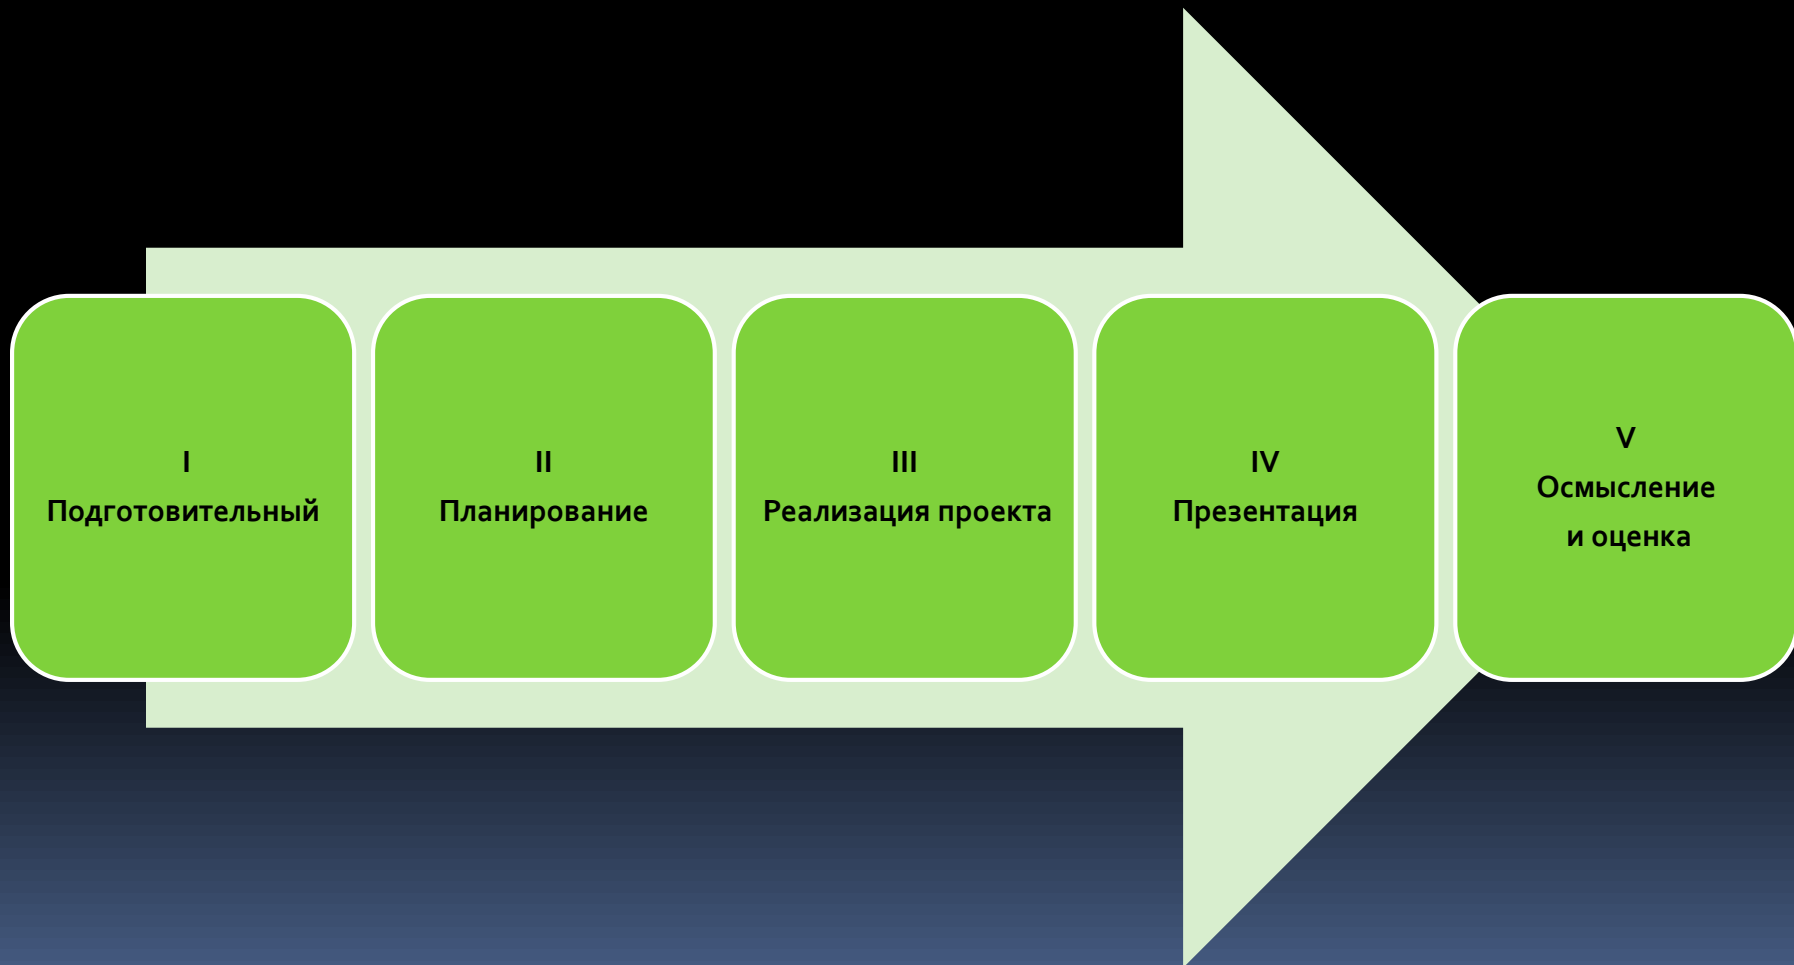 I
Подготовительный
II
Планирование
III
Реализация проекта
IV
Презентация
V
Осмысление
и оценка